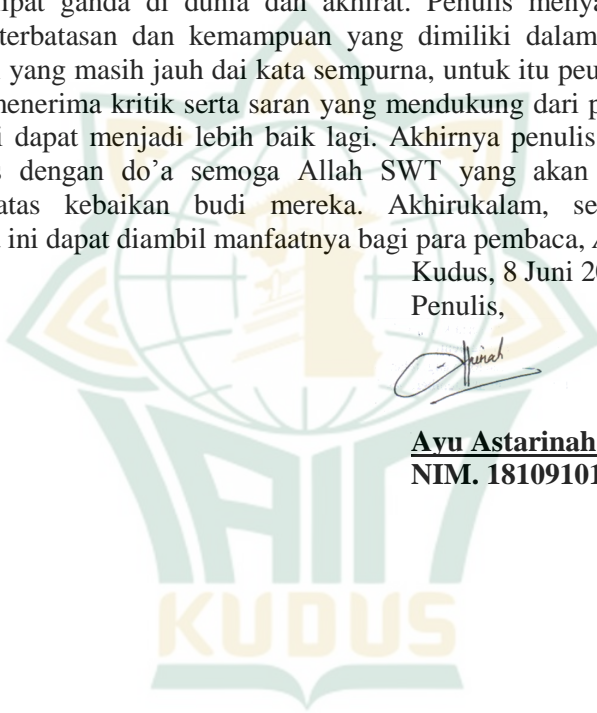 ipat ganda di dunia dan akhirat. Penulis menya
terbatasan dan kemampuan yang dimiliki dalam
yang masih jauh dai kata sempurna, untuk itu peu
menerima kritik serta saran yang mendukung dari p
i dapat menjadi lebih baik lagi. Akhirnya penulis
s dengan do’a semoga Allah SWT yang akan
atas kebaikan budi mereka. Akhirukalam, se
ini dapat diambil manfaatnya bagi para pembaca, A
Kudus, 8 Juni 20
Penulis,
Ayu Astarinah
NIM. 18109101
IAIN
KUDUS